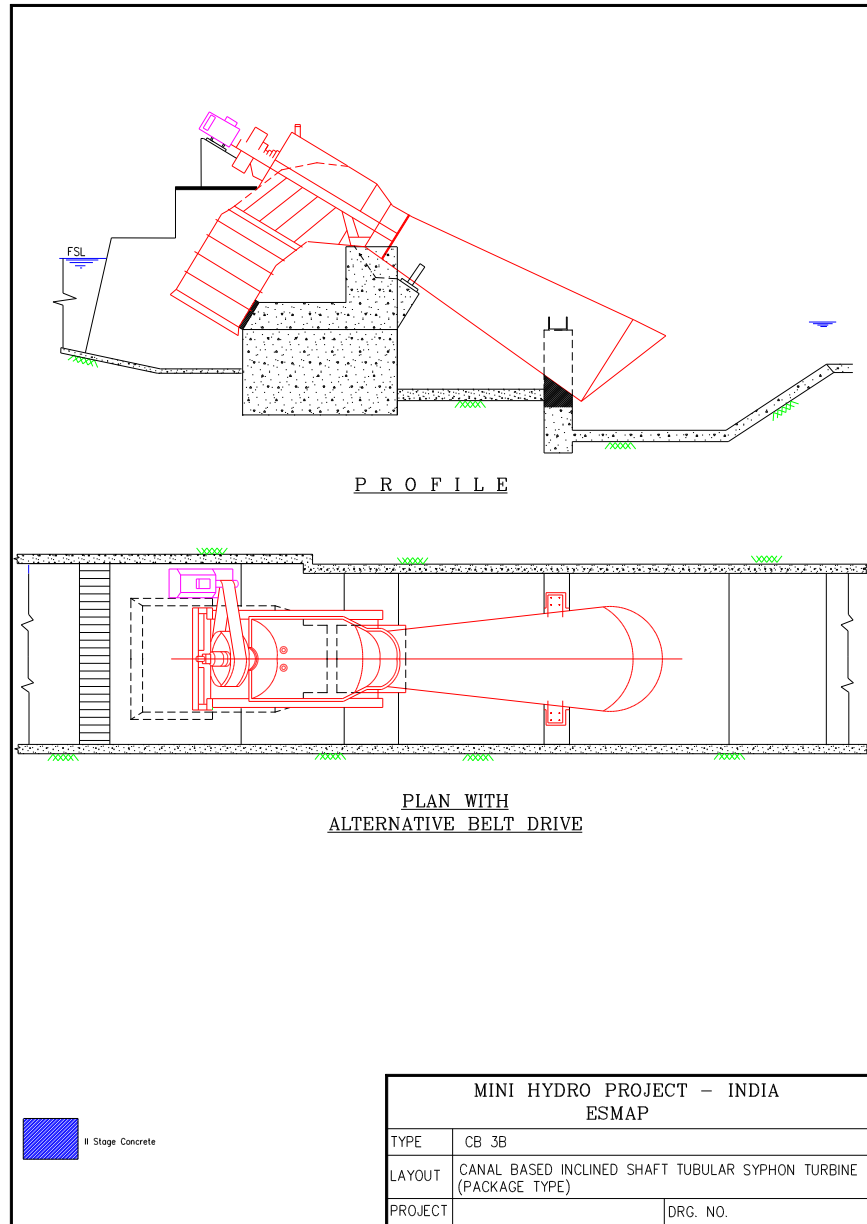 FSL
P R O F I L E
PLAN WITH
ALTERNATIVE BELT DRIVE
II Stage Concrete
MINI HYDRO PROJECT - INDIA
ESMAP
TYPE CB 3B
LAYOUT CANAL BASED INCLINED SHAFT TUBULAR SYPHON TURBINE
(PACKAGE TYPE)
PROJECT DRG. NO.